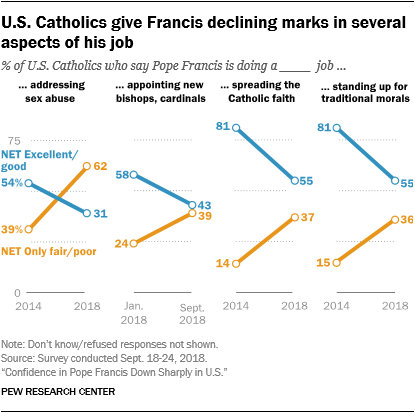 U.S. Catholics give Francis declining marks in several
aspects of his job
% of U.S. Catholics who say Pope Francis is doing a ____ job ...
... addressing
sex abuse
... appointing new
bishops, cardinals
... spreading the
Catholic faith
... standing up for
traditional morals
75
NET Excellent/
good
54%
62
31
39%
NET Only fair/poor
0
2014
2018
58
43
39
24
Jan.
2018
Sept.
2018
81
55
37
14
2014
2018
81
55
36
15
2014
2018
Note: Don't know/refused responses not shown.
Source: Survey conducted Sept. 18-24, 2018.
"Confidence in Pope Francis Down Sharply in U.S."
PEW RESEARCH CENTER